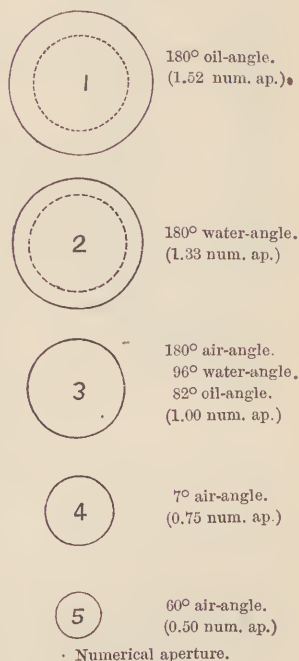 1
180° oil-angle.
(1.52 num. ap.)
2
180° water-angle.
(1.33 num. ap.)
3
180° air-angle.
96° water-angle.
82° oil-angle.
(1.00 num. ap.)
4
7° air-angle.
(0.75 num. ap.)
5
60° air-angle.
(0.50 num. ap.)
Numerical aperture.